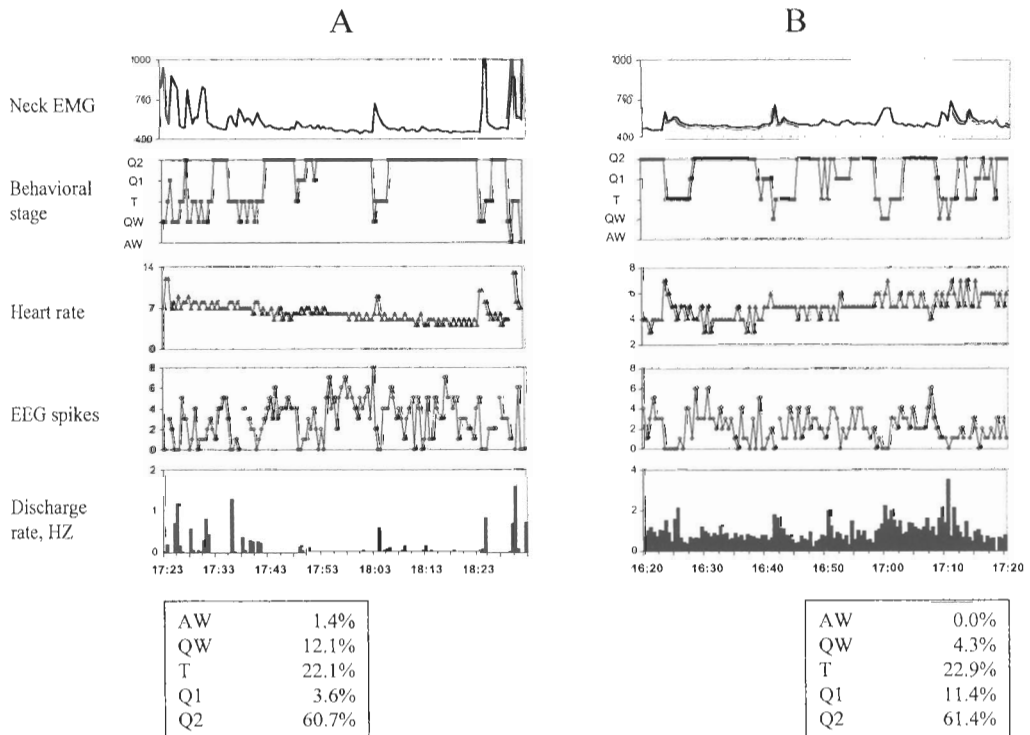 A
B
Neck EMG
1000
760
400
1000
700
400
Behavioral
stage
Q2
Q1
T
QW
AW
Q2
Q1
T
QW
AW
Heart rate
14
7
0
8
6
4
2
EEG spikes
8
6
4
2
0
8
6
4
2
0
Discharge
rate, HZ
2
1
0
4
2
0
17:23 17:33 17:43 17:53 18:03 18:13 18:23
16:20 16:30 16:40 16:50 17:00 17:10 17:20
AW 1.4%
QW 12.1%
T 22.1%
Q1 3.6%
Q2 60.7%
AW 0.0%
QW 4.3%
T 22.9%
Q1 11.4%
Q2 61.4%